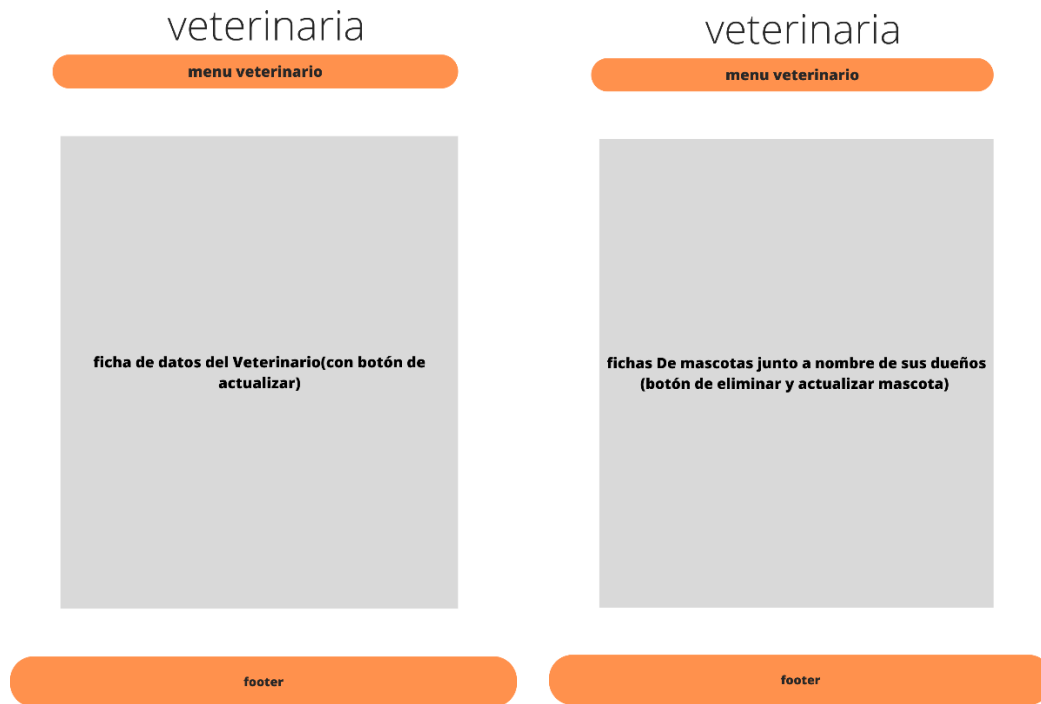 veterinaria
menu veterinario
ficha de datos del Veterinario(con botón de
actualizar)
footer
veterinaria
menu veterinario
fichas De mascotas junto a nombre de sus dueños
(botón de eliminar y actualizar mascota)
footer